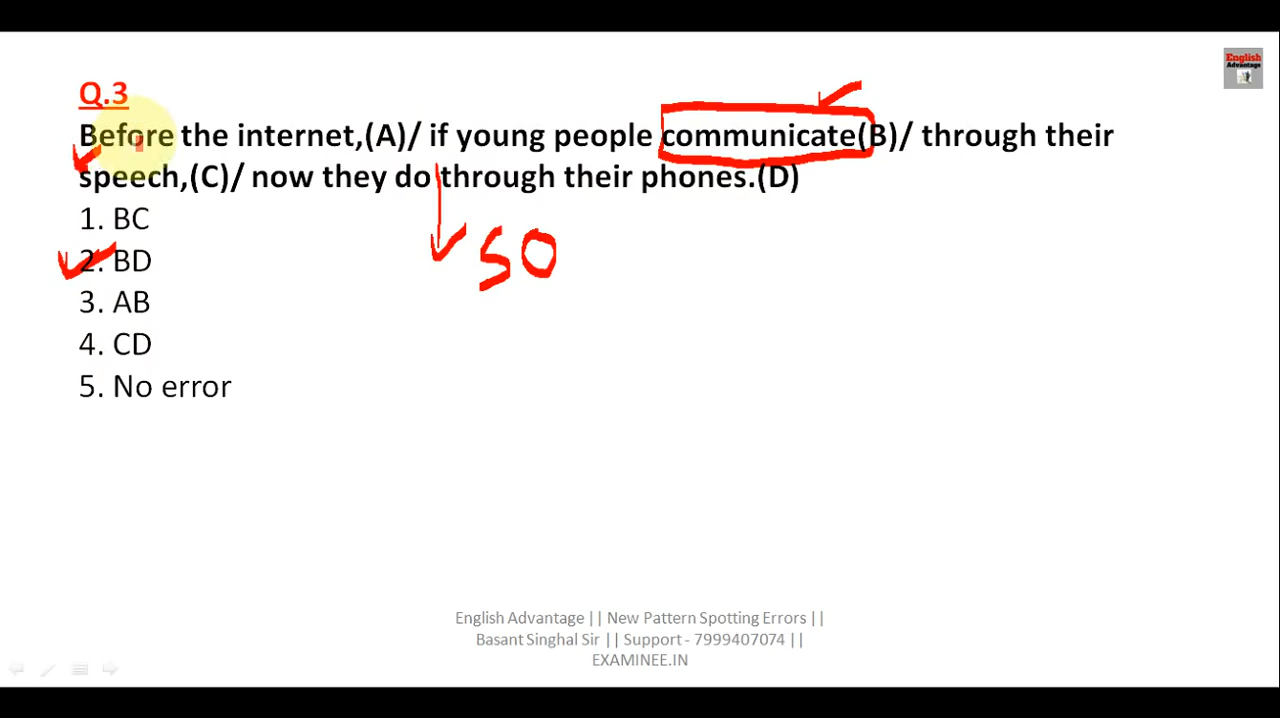 English
Advantage
Q.3
Before the internet,(A)/ if young people communicate(B)/ through their
speech,(C)/ now they do through their phones.(D)
so
1. BC
2. BD
3. AB
4. CD
5. No error
English Advantage || New Pattern Spotting Errors ||
Basant Singhal Sir || Support - 7999407074 ||
EXAMINEE.IN